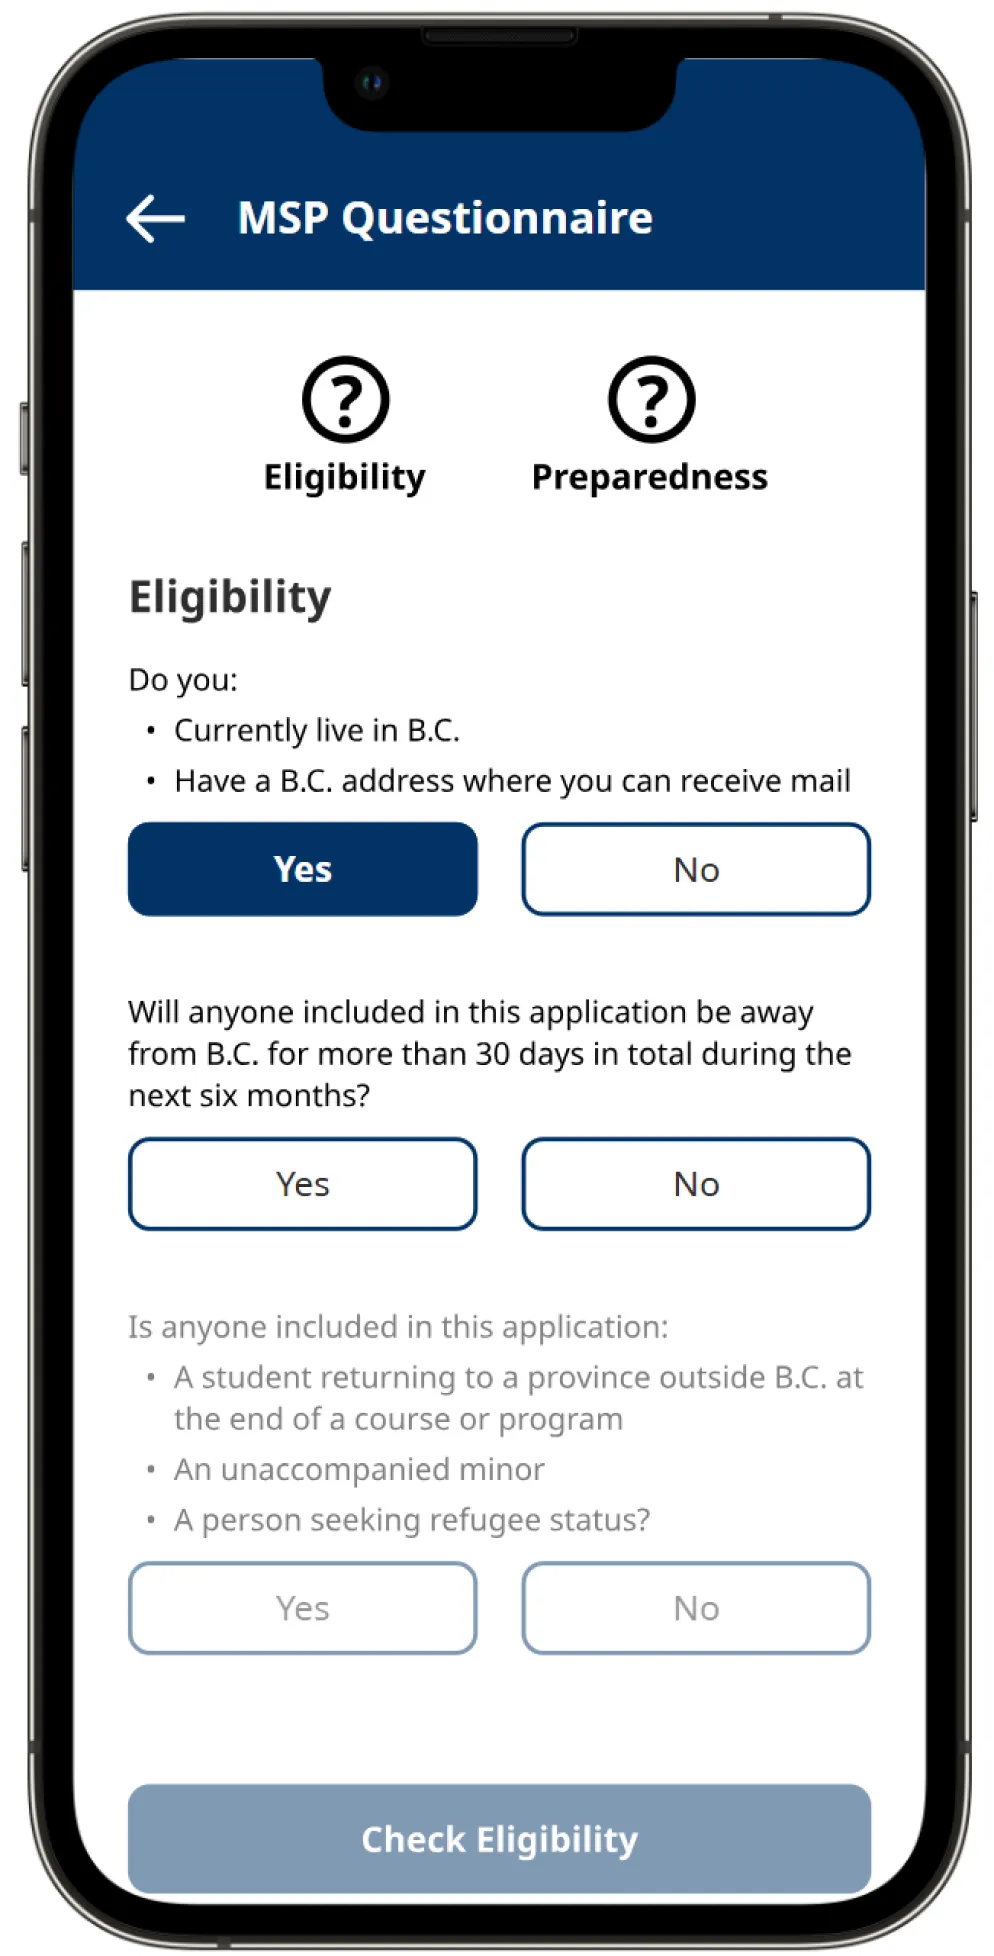 MSP Questionnaire
? ?
Eligibility Preparedness
Eligibility
Do you:
• Currently live in B.C.
• Have a B.C. address where you can receive mail
Yes No
Will anyone included in this application be away
from B.C. for more than 30 days in total during the
next six months?
Yes No
Is anyone included in this application:
• A student returning to a province outside B.C. at
the end of a course or program
• An unaccompanied minor
• A person seeking refugee status?
Yes No
Check Eligibility